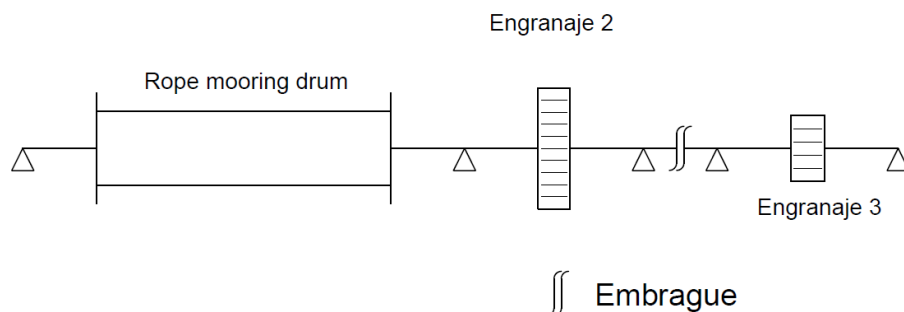 Engranaje 2
Rope mooring drum
Engranaje 3
Embrague